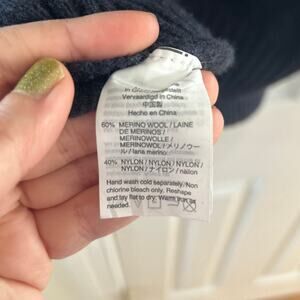 Vervaardigd in China
中国製
Hecho en China
60% MERINO WOOL / LAINE
DE MERINOS /
MERINOWOLLE /
MERINOWOL / メリノウー
ル / lana merino
40% NYLON / NYLON / NYLON /
NYLON / ナイロン / nailon
Hand wash cold separately. Non
chlorine bleach only. Reshape
and lay flat to dry. Warm iron as
needed.